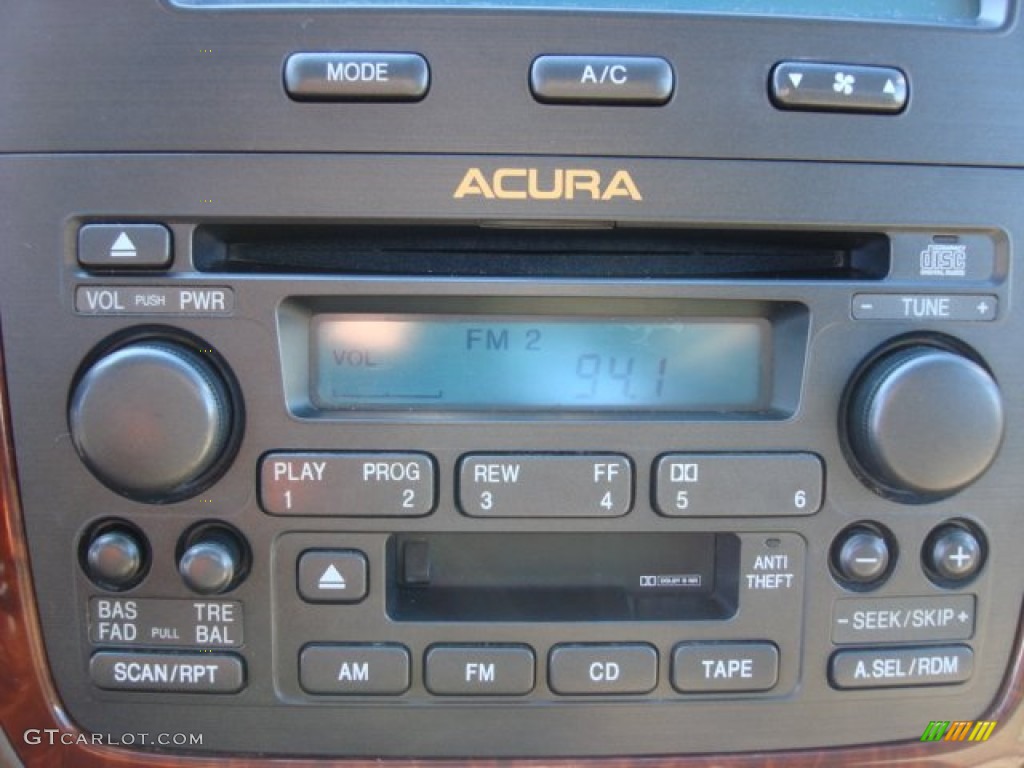 MODE A/C
ACURA
disc
DIGITAL AUDIO
VOL PUSH PWR
- TUNE +
FM 2
VOL
94.1
PLAY PROG REW FF
1 2 3 4 5 6
ANTI
THEFT
DOLBY B NR
- +
BAS TRE
FAD PULL BAL
- SEEK/SKIP +
SCAN/RPT AM FM CD TAPE A.SEL/RDM
GTCARLOT.COM